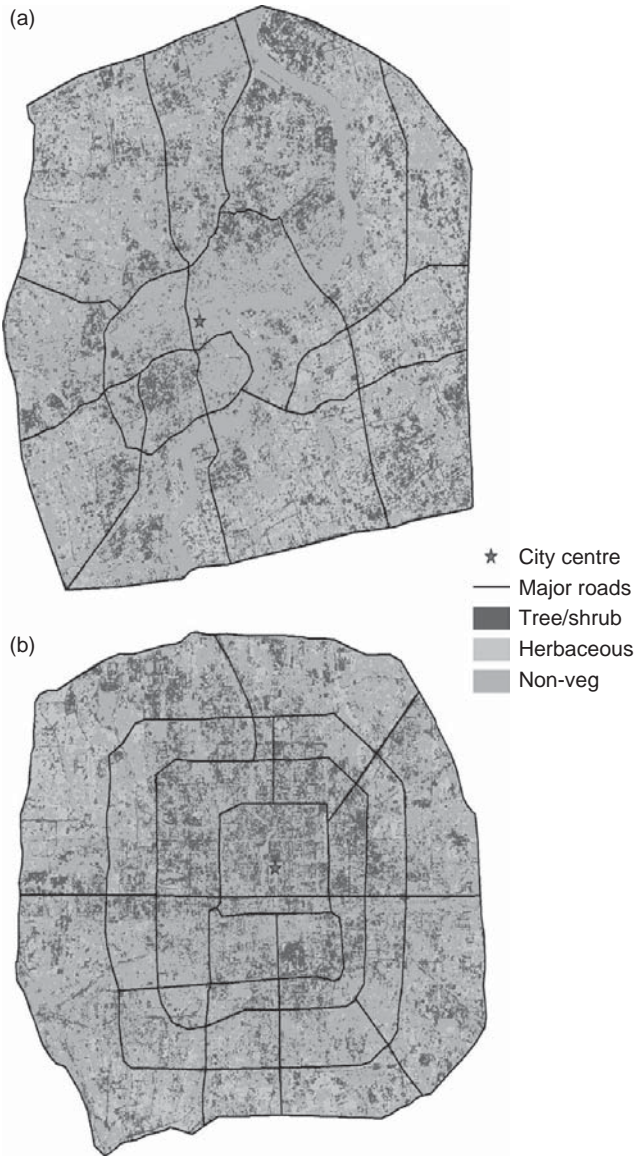 (a)
City centre
Major roads
Tree/shrub
Herbaceous
Non-veg
(b)